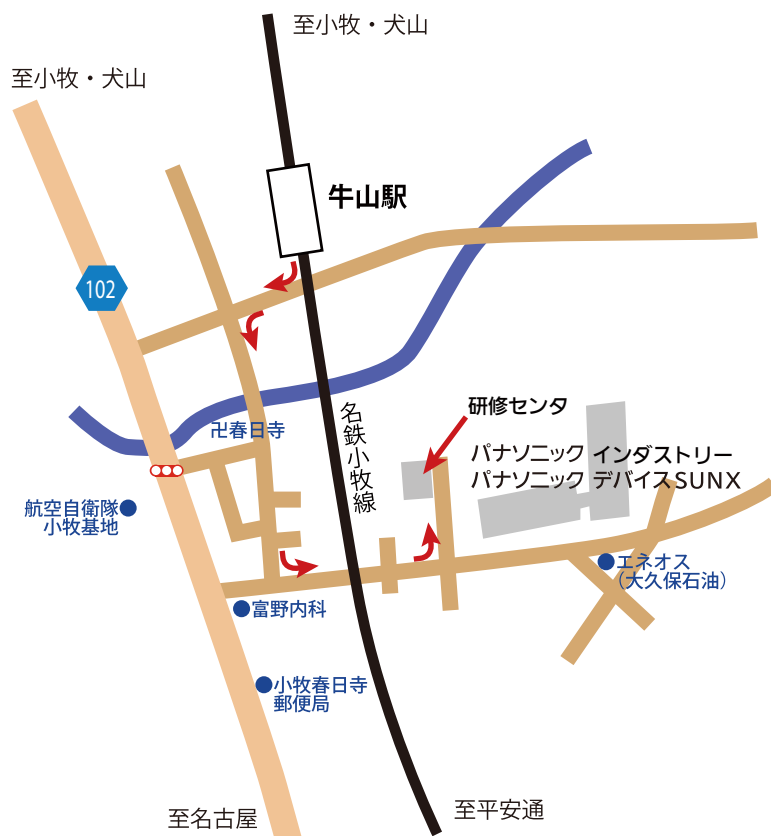 至小牧・犬山
至小牧・犬山
牛山駅
102
研修センタ
卍春日寺
名鉄小牧線
パナソニック インダストリー
パナソニック デバイスSUNX
航空自衛隊
小牧基地
エネオス
(大久保石油)
富野内科
小牧春日寺
郵便局
至平安通
至名古屋